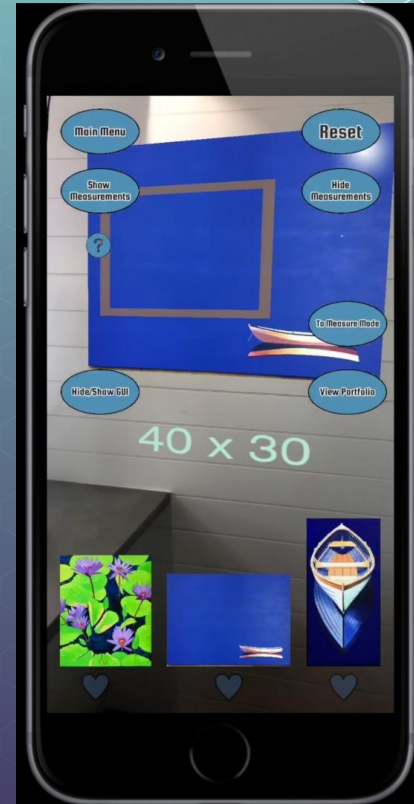 Main Menu
Reset
Show
Measurements
Hide
Measurements
?
To Measure Mode
Hide/Show GUI
View Portfolio
40 x 30